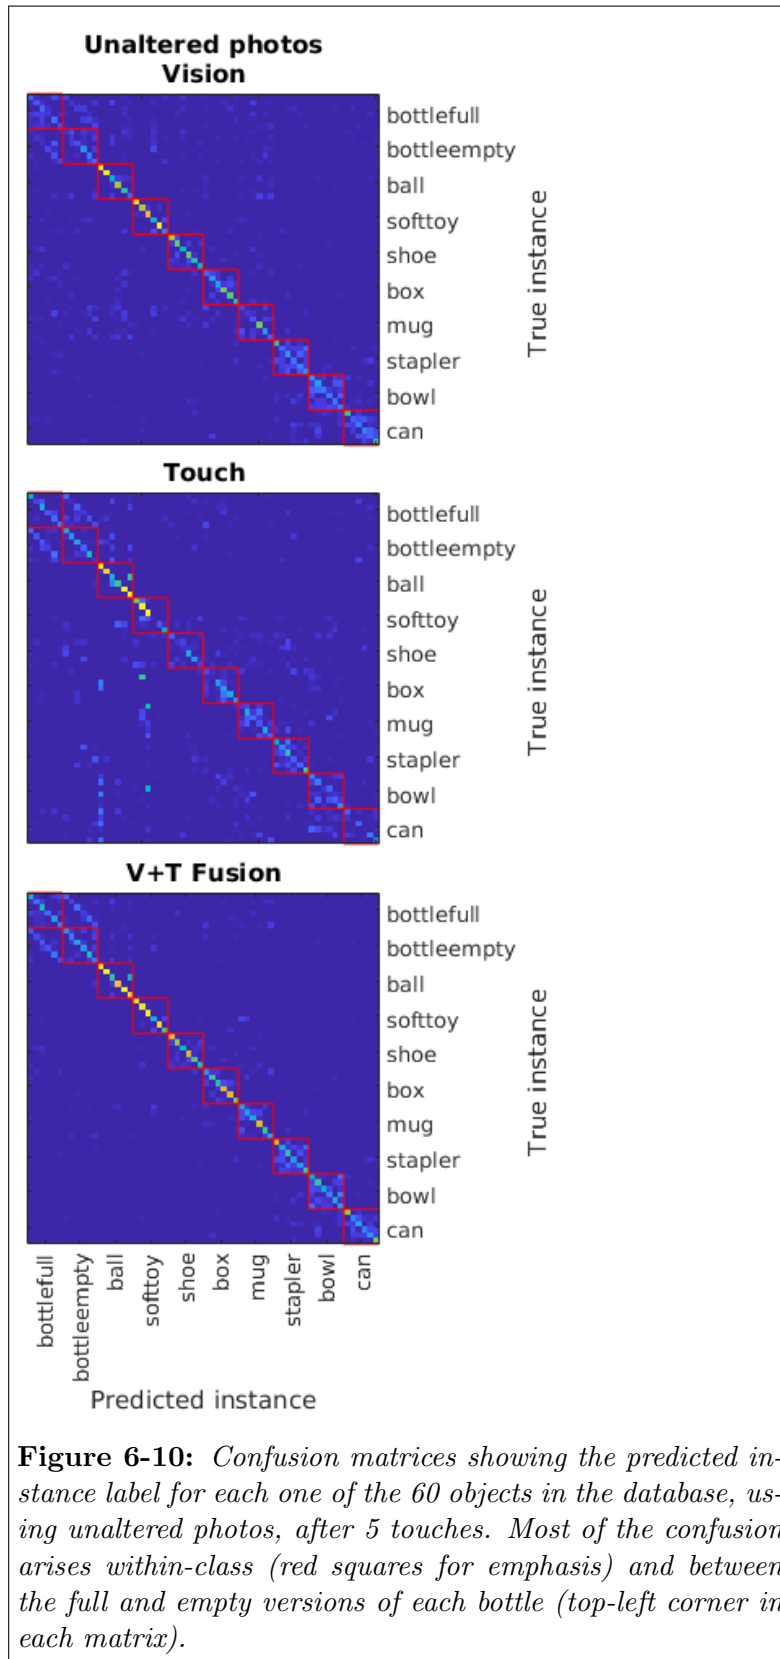 Unaltered photos
Vision
bottlefull
bottleempty
ball
softtoy
shoe
box
mug
stapler
bowl
can
True instance
Touch
bottlefull
bottleempty
ball
softtoy
shoe
box
mug
stapler
bowl
can
True instance
V+T Fusion
bottlefull
bottleempty
ball
softtoy
shoe
box
mug
stapler
bowl
can
True instance
bottlefull
bottleempty
ball
softtoy
shoe
box
mug
stapler
bowl
can
Predicted instance
Figure 6-10: Confusion matrices showing the predicted in-
stance label for each one of the 60 objects in the database, us-
ing unaltered photos, after 5 touches. Most of the confusion
arises within-class (red squares for emphasis) and between
the full and empty versions of each bottle (top-left corner in
each matrix).